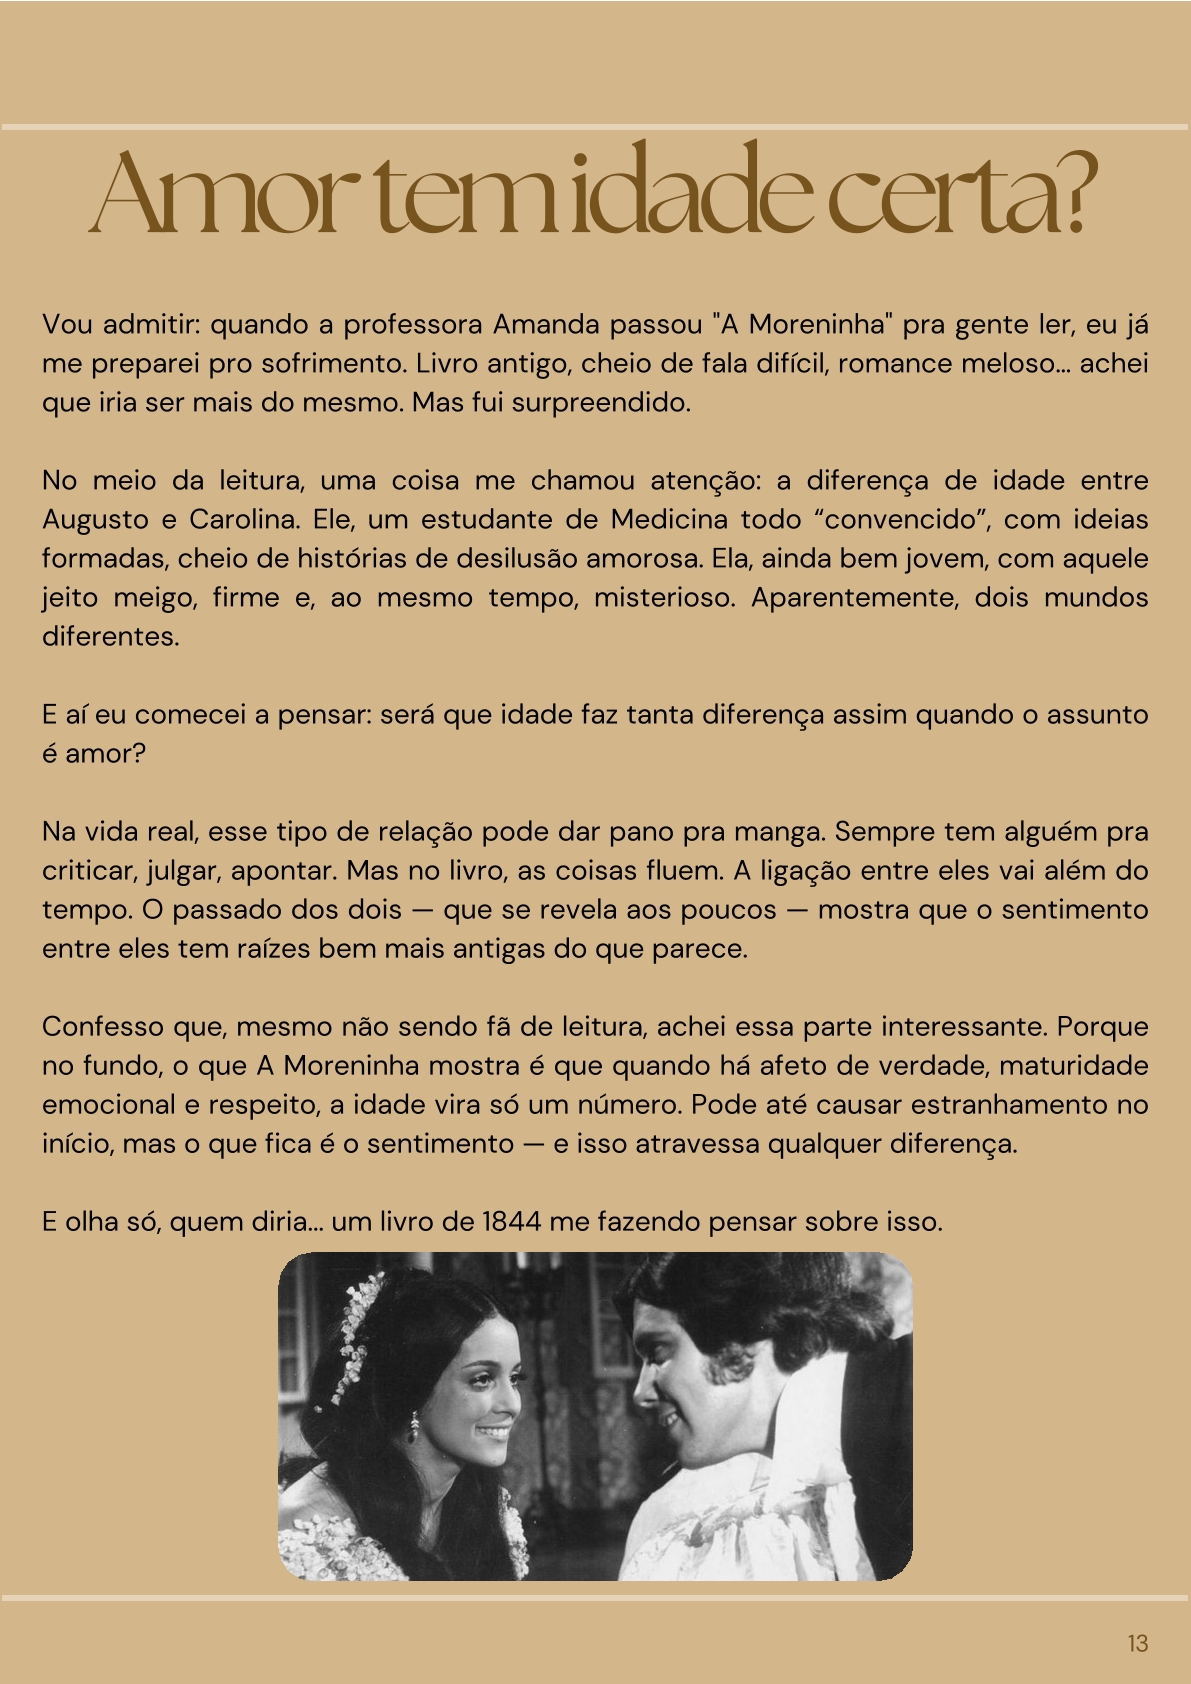 Amor tem idade certa?
Vou admitir: quando a professora Amanda passou "A Moreninha" pra gente ler, eu já
me preparei pro sofrimento. Livro antigo, cheio de fala difícil, romance meloso... achei
que iria ser mais do mesmo. Mas fui surpreendido.
No meio da leitura, uma coisa me chamou atenção: a diferença de idade entre
Augusto e Carolina. Ele, um estudante de Medicina todo “convencido”, com ideias
formadas, cheio de histórias de desilusão amorosa. Ela, ainda bem jovem, com aquele
jeito meigo, firme e, ao mesmo tempo, misterioso. Aparentemente, dois mundos
diferentes.
E aí eu comecei a pensar: será que idade faz tanta diferença assim quando o assunto
é amor?
Na vida real, esse tipo de relação pode dar pano pra manga. Sempre tem alguém pra
criticar, julgar, apontar. Mas no livro, as coisas fluem. A ligação entre eles vai além do
tempo. O passado dos dois — que se revela aos poucos — mostra que o sentimento
entre eles tem raízes bem mais antigas do que parece.
Confesso que, mesmo não sendo fã de leitura, achei essa parte interessante. Porque
no fundo, o que A Moreninha mostra é que quando há afeto de verdade, maturidade
emocional e respeito, a idade vira só um número. Pode até causar estranhamento no
início, mas o que fica é o sentimento — e isso atravessa qualquer diferença.
E olha só, quem diria... um livro de 1844 me fazendo pensar sobre isso.
13